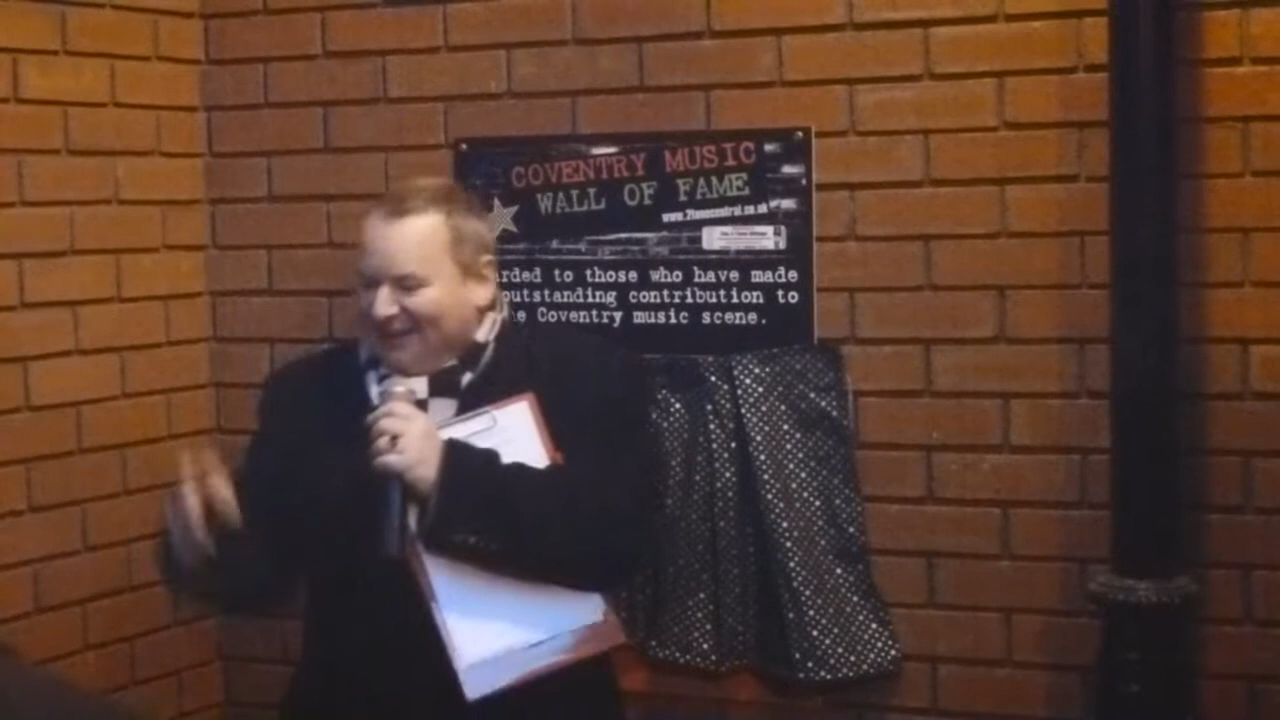 COVENTRY MUSIC
WALL OF FAME
www.2tonecentral.co.uk
arded to those who have made
outstanding contribution to
he Coventry music scene.